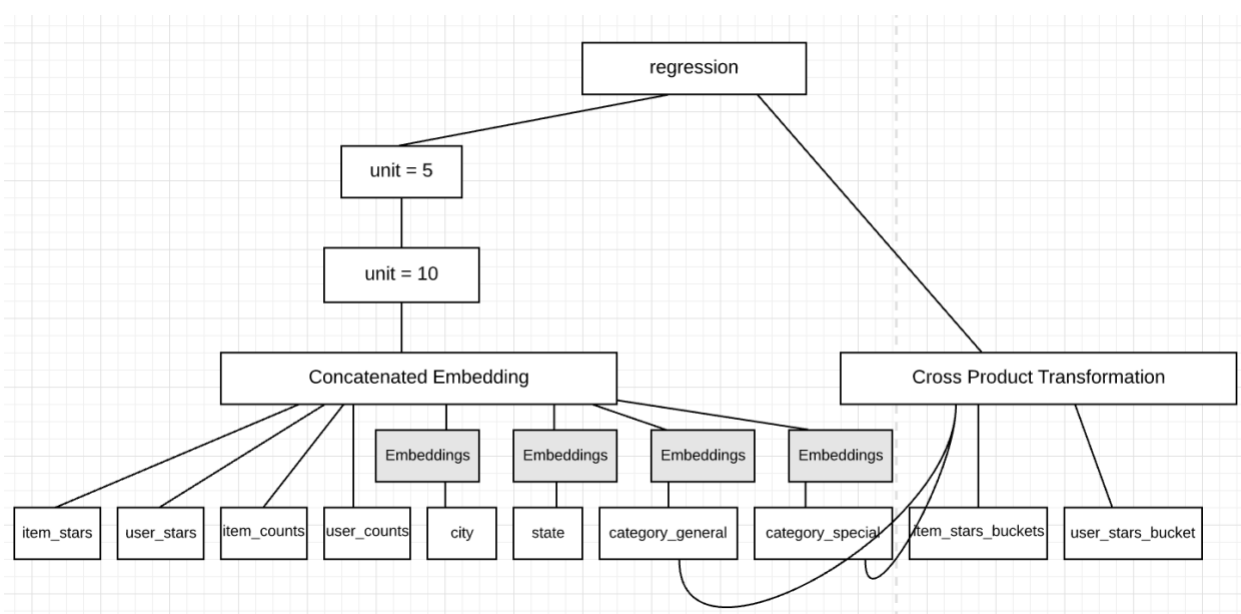 regression
unit = 5
unit = 10
Concatenated Embedding
Cross Product Transformation
Embeddings
Embeddings
Embeddings
Embeddings
item_stars
user_stars
item_counts
user_counts
city
state
category_general
category_special
item_stars_buckets
user_stars_bucket